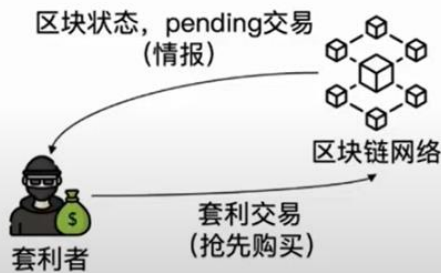 区块状态，pending交易
（情报）
区块链网络
套利交易
（抢先购买）
套利者
$